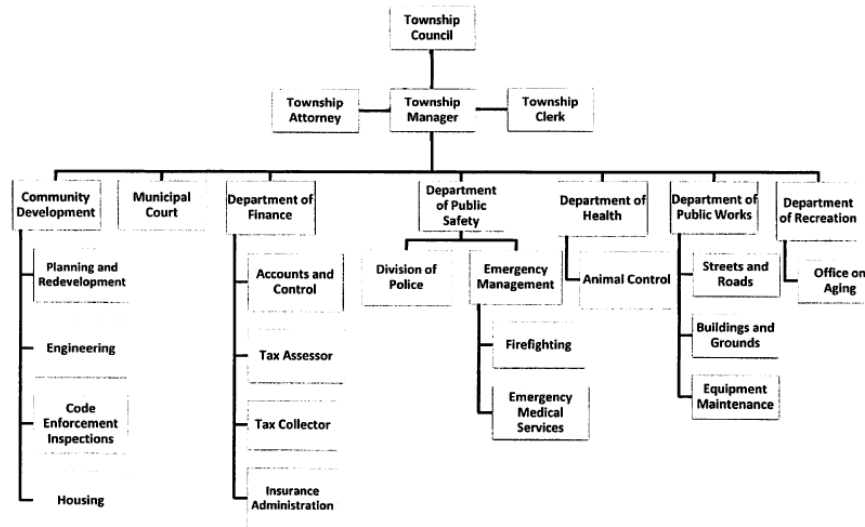 Township
Council
Township
Attorney
Township
Manager
Township
Clerk
Community
Development
Municipal
Court
Department of
Finance
Department
of Public
Safety
Department of
Health
Department of
Public Works
Department
of Recreation
Planning and
Redevelopment
Engineering
Code
Enforcement
Inspections
Housing
Accounts and
Control
Tax Assessor
Tax Collector
Insurance
Administration
Division of
Police
Emergency
Management
Firefighting
Emergency
Medical
Services
Animal Control
Streets and
Roads
Buildings and
Grounds
Equipment
Maintenance
Office on
Aging